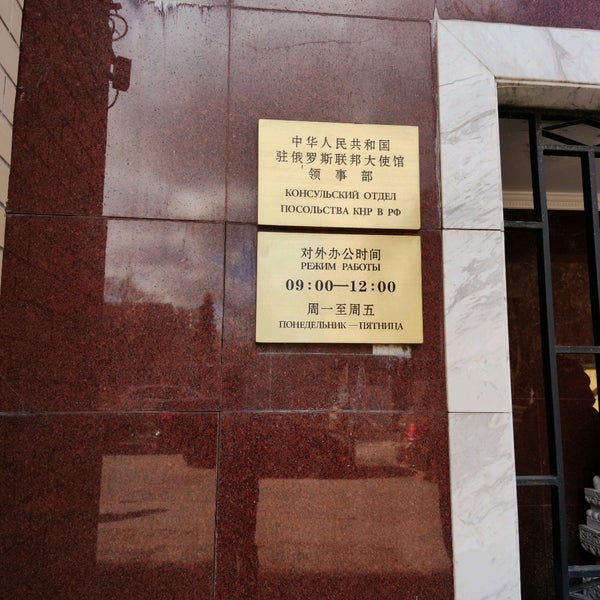 中华人民共和国
驻俄罗斯联邦大使馆
领事部
КОНСУЛЬСКИЙ ОТДЕЛ
ПОСОЛЬСТВА КНР В РФ
对外办公时间
РЕЖИМ РАБОТЫ
09:00—12:00
周一至周五
ПОНЕДЕЛЬНИК—ПЯТНИЦА